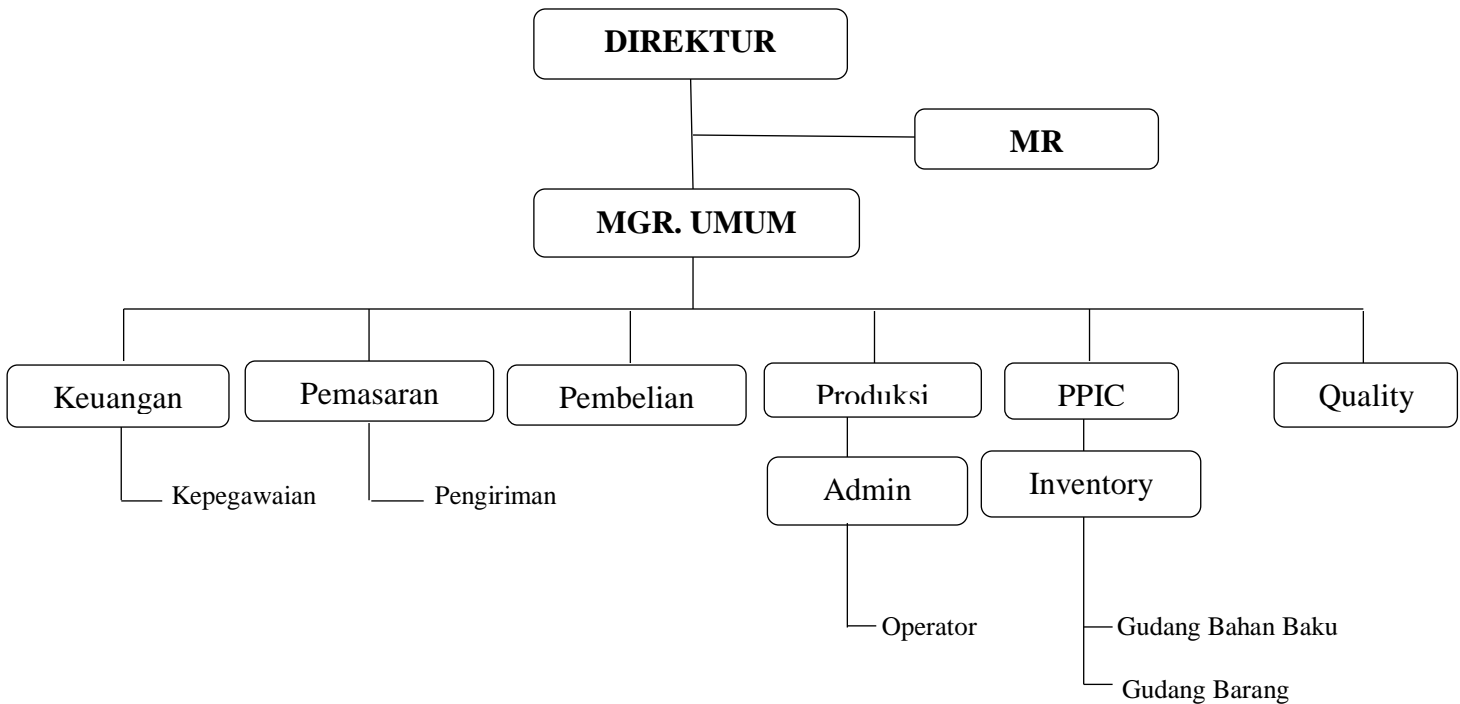 DIREKTUR
MR
MGR. UMUM
Keuangan
Pemasaran
Pembelian
Produksi
PPIC
Quality
Kepegawaian
Pengiriman
Admin
Inventory
Operator
Gudang Bahan Baku
Gudang Barang